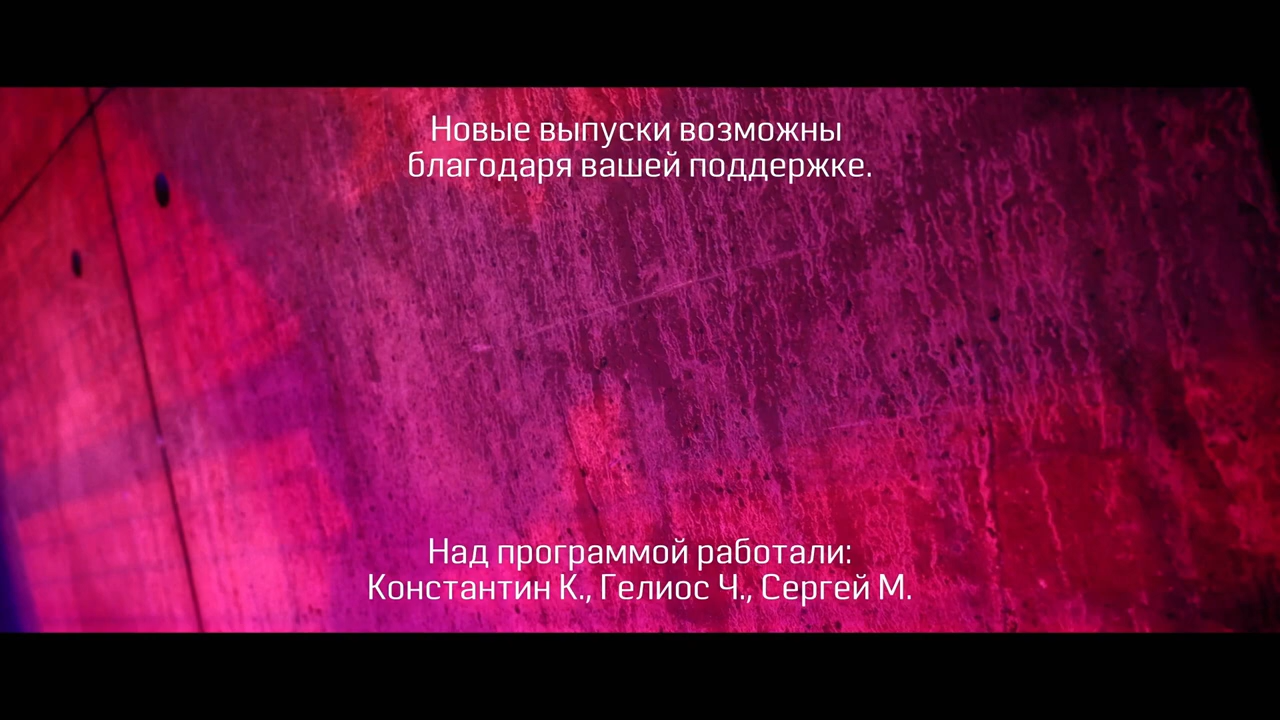 Новые выпуски возможны
благодаря вашей поддержке.
Над программой работали:
Константин К., Гелиос Ч., Сергей М.